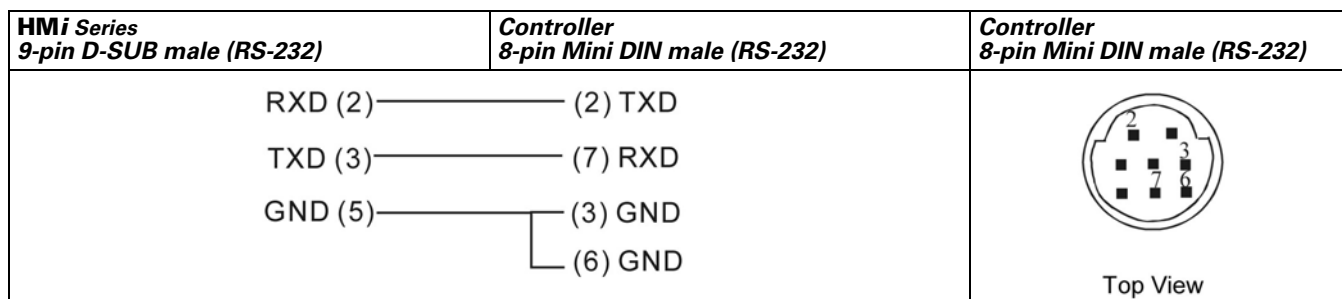 HMi Series
9-pin D-SUB male (RS-232)
Controller
8-pin Mini DIN male (RS-232)
Controller
8-pin Mini DIN male (RS-232)
RXD (2) (2) TXD
TXD (3) (7) RXD
GND (5) (3) GND
(6) GND
2
3
7 6
Top View